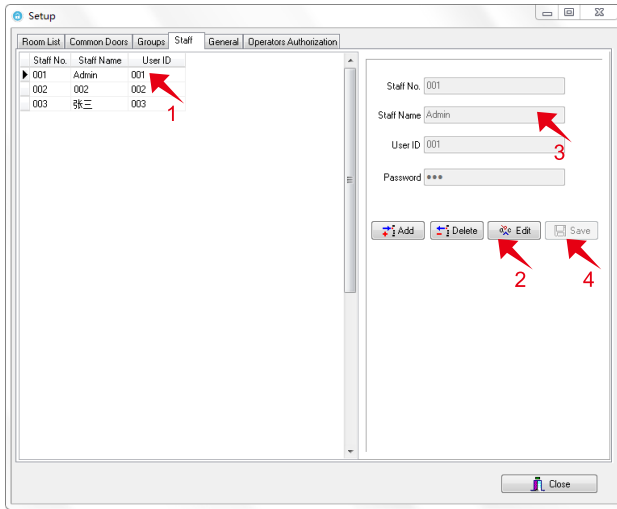 Setup
Room List Common Doors Groups Staff General Operators Authorization
Staff No. Staff Name User ID
001 Admin 001
002 002 002
003 张三 003
1
Staff No. 001
Staff Name Admin
3
User ID 001
Password •••
Add Delete Edit Save
2 4
Close